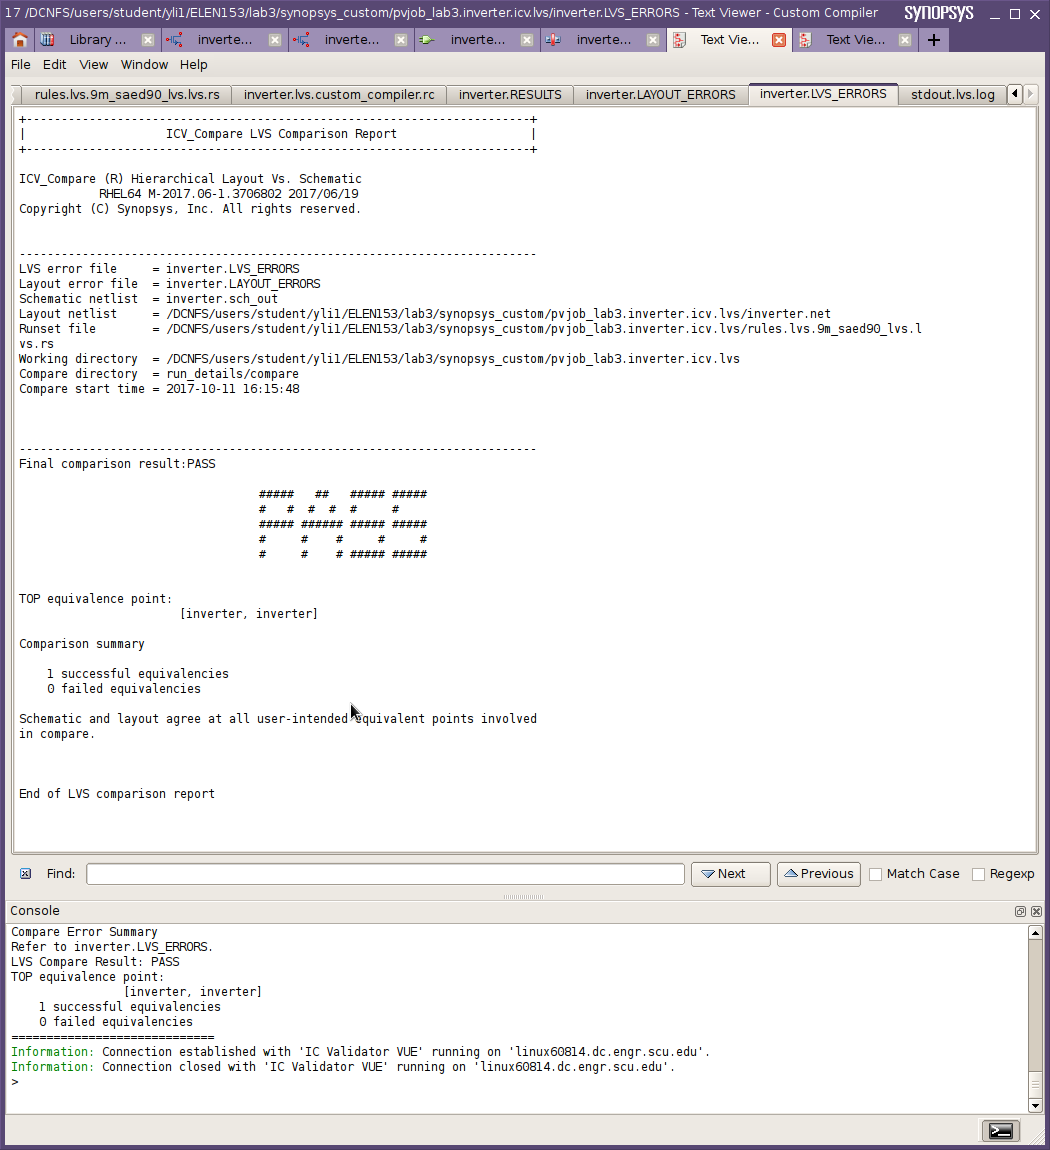 17 /DCNFS/users/student/yli1/ELEN153/lab3/synopsys_custom/pvjob_lab3.inverter.icv.lvs/inverter.LVS_ERRORS - Text Viewer - Custom Compiler SYNOPSYS
Library ... inverte... inverte... inverte... inverte... Text Vie... Text Vie...
File Edit View Window Help
rules.lvs.9m_saed90_lvs.lvs.rs inverter.lvs.custom_compiler.rc inverter.RESULTS inverter.LAYOUT_ERRORS inverter.LVS_ERRORS stdout.lvs.log
+------------------------------------------------------------------------+
| ICV_Compare LVS Comparison Report |
+------------------------------------------------------------------------+
ICV_Compare (R) Hierarchical Layout Vs. Schematic
RHEL64 M-2017.06-1.3706802 2017/06/19
Copyright (C) Synopsys, Inc. All rights reserved.
--------------------------------------------------------------------------
LVS error file = inverter.LVS_ERRORS
Layout error file = inverter.LAYOUT_ERRORS
Schematic netlist = inverter.sch_out
Layout netlist = /DCNFS/users/student/yli1/ELEN153/lab3/synopsys_custom/pvjob_lab3.inverter.icv.lvs/inverter.net
Runset file = /DCNFS/users/student/yli1/ELEN153/lab3/synopsys_custom/pvjob_lab3.inverter.icv.lvs/rules.lvs.9m_saed90_lvs.l
vs.rs
Working directory = /DCNFS/users/student/yli1/ELEN153/lab3/synopsys_custom/pvjob_lab3.inverter.icv.lvs
Compare directory = run_details/compare
Compare start time = 2017-10-11 16:15:48
--------------------------------------------------------------------------
Final comparison result:PASS
#####   ##   ##### #####
#   #  #  #  #     #
##### ###### ##### #####
#     #    #     #     #
#     #    # ##### #####
TOP equivalence point:
[inverter, inverter]
Comparison summary
1 successful equivalencies
0 failed equivalencies
Schematic and layout agree at all user-intended equivalent points involved
in compare.
End of LVS comparison report
Find: Next Previous Match Case Regexp
Console
Compare Error Summary
Refer to inverter.LVS_ERRORS.
LVS Compare Result: PASS
TOP equivalence point:
[inverter, inverter]
1 successful equivalencies
0 failed equivalencies
=============================
Information: Connection established with 'IC Validator VUE' running on 'linux60814.dc.engr.scu.edu'.
Information: Connection closed with 'IC Validator VUE' running on 'linux60814.dc.engr.scu.edu'.
>